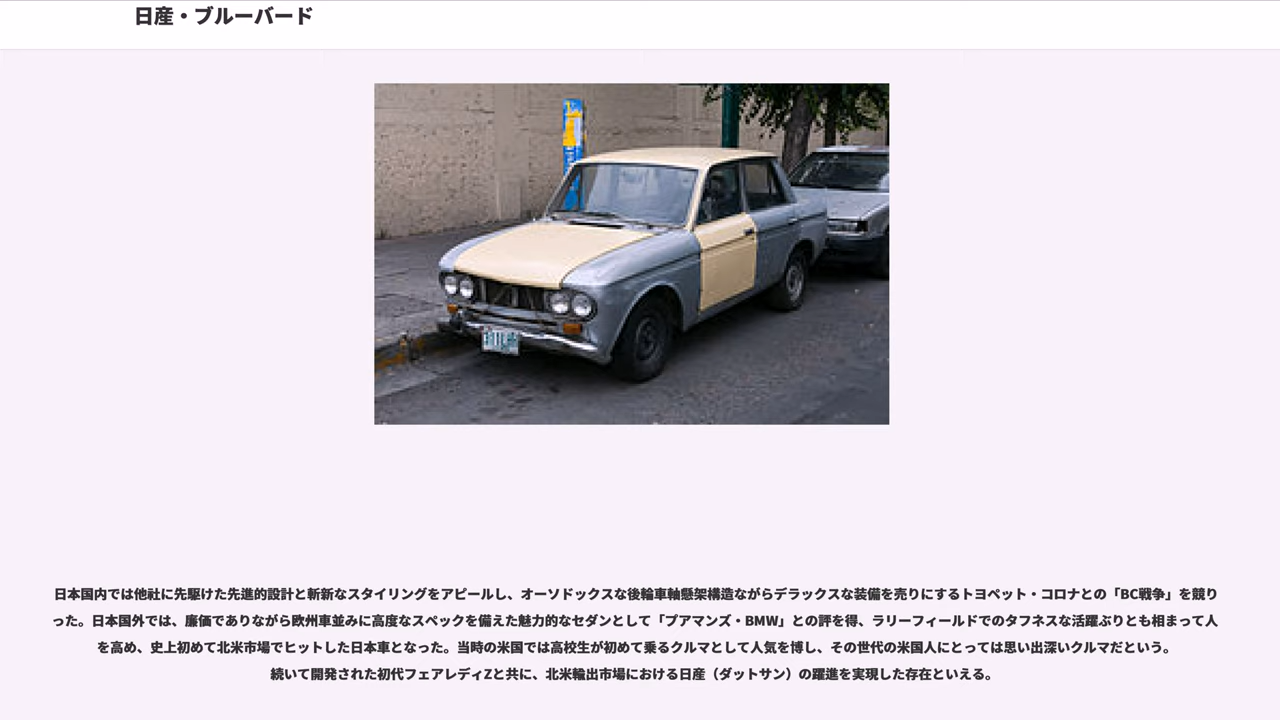 日産・ブルーバード
日本国内では他社に先駆けた先進的設計と斬新なスタイリングをアピールし、オーソドックスな後輪車軸懸架構造ながらデラックスな装備を売りにするトヨペット・コロナとの「BC戦争」を競り
った。日本国外では、廉価でありながら欧州車並みに高度なスペックを備えた魅力的なセダンとして「プアマンズ・BMW」との評を得、ラリーフィールドでのタフネスな活躍ぶりとも相まって人
を高め、史上初めて北米市場でヒットした日本車となった。当時の米国では高校生が初めて乗るクルマとして人気を博し、その世代の米国人にとっては思い出深いクルマだという。
続いて開発された初代フェアレディZと共に、北米輸出市場における日産（ダットサン）の躍進を実現した存在といえる。